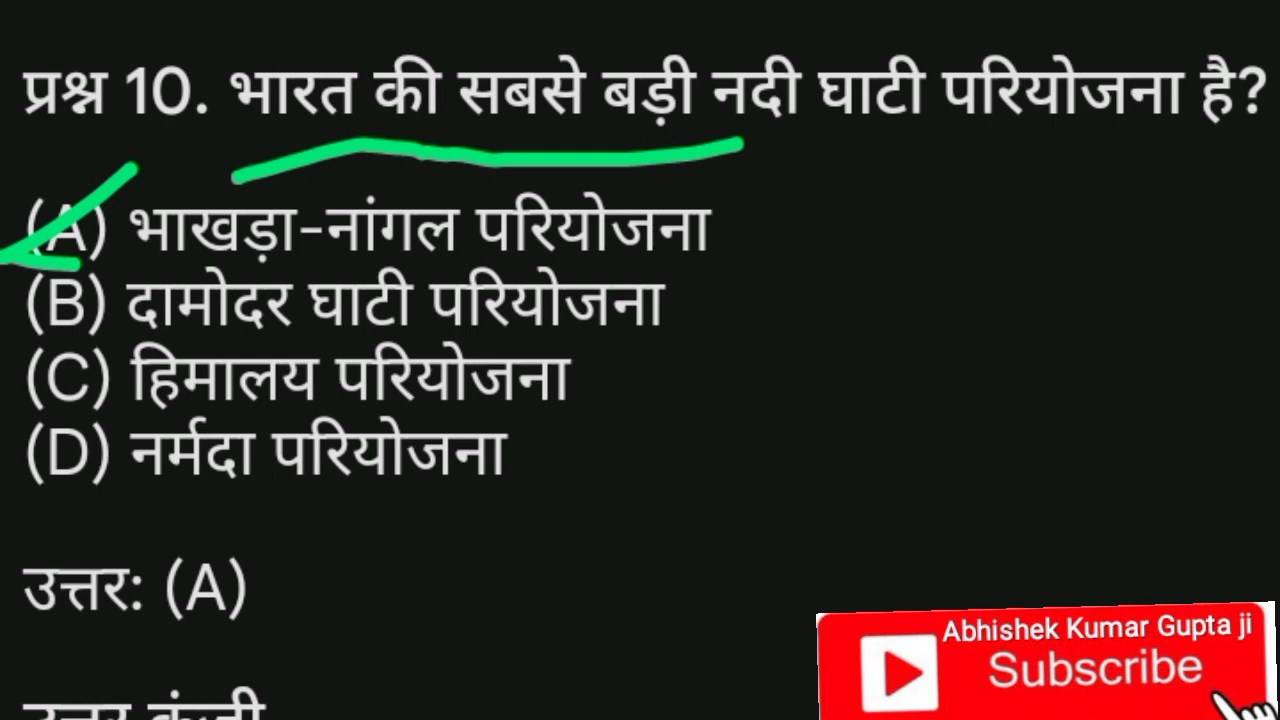 प्रश्न 10. भारत की सबसे बड़ी नदी घाटी परियोजना है?
(A) भाखड़ा-नांगल परियोजना
(B) दामोदर घाटी परियोजना
(C) हिमालय परियोजना
(D) नर्मदा परियोजना
उत्तर: (A)
Abhishek Kumar Gupta ji
Subscribe